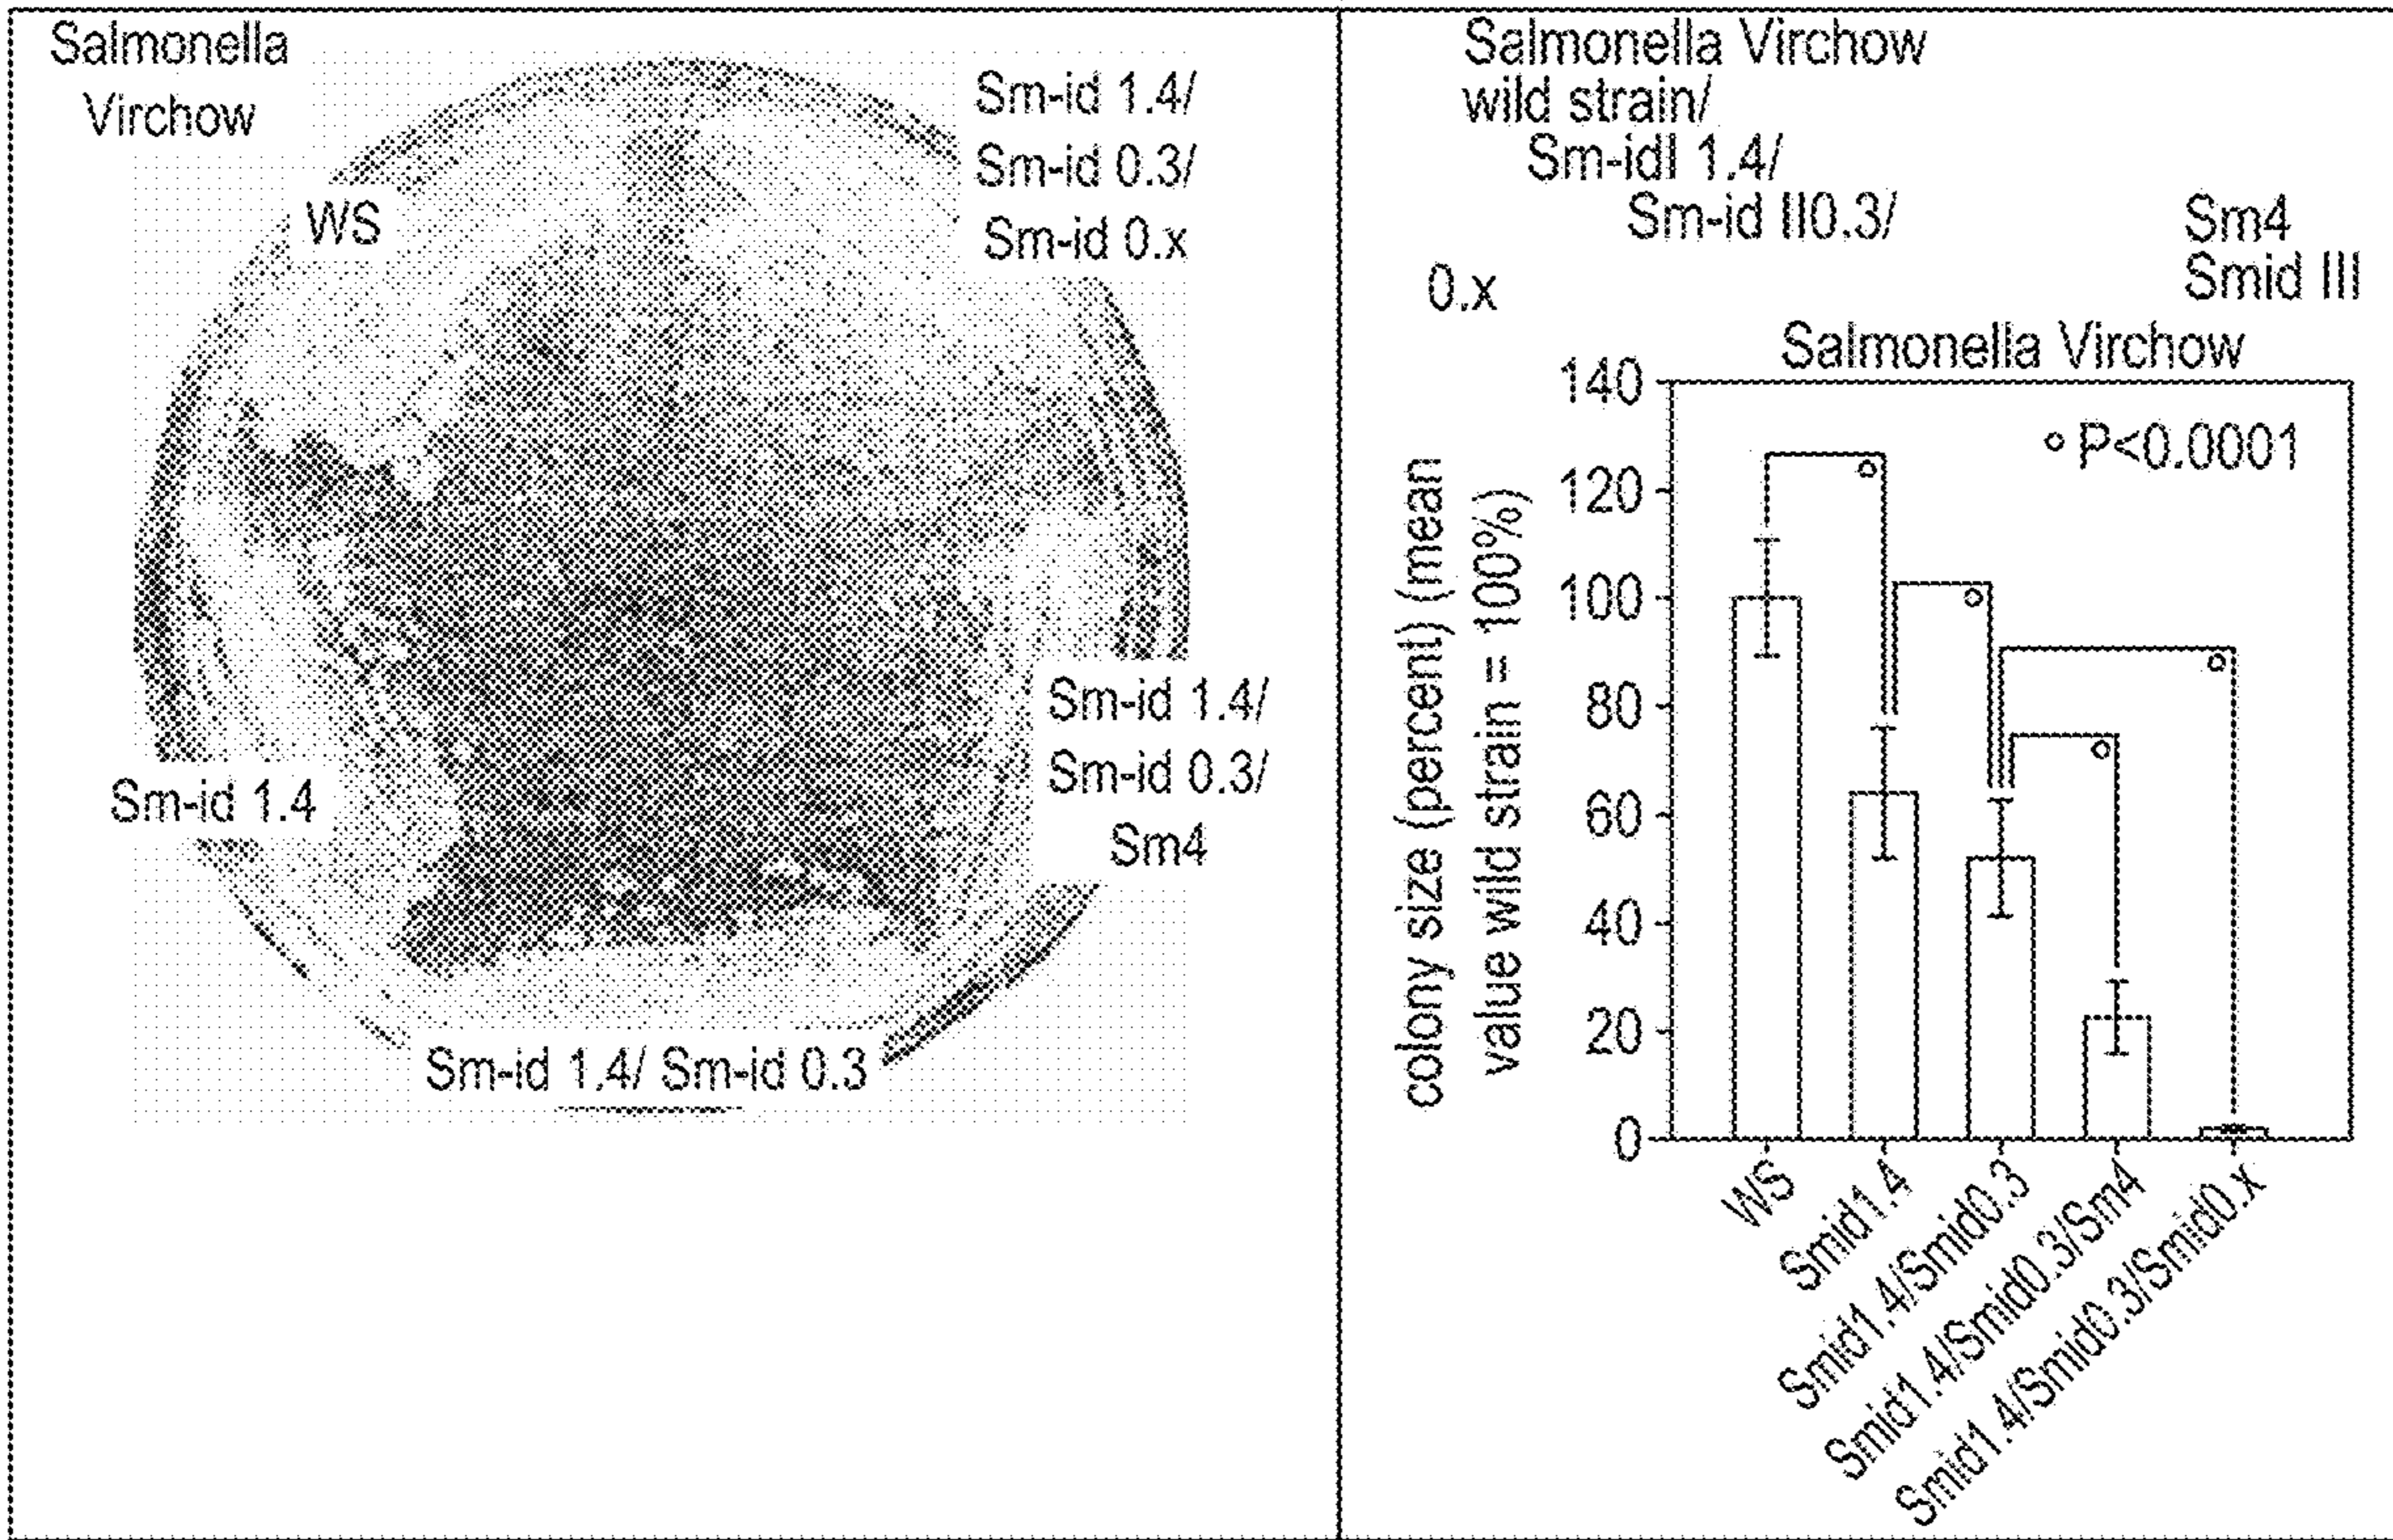 Salmonella
Virchow
WS
Sm-id 1.4/
Sm-id 0.3/
Sm-id 0.x
Sm-id 1.4/
Sm-id 0.3/
Sm4
Sm-id 1.4
Sm-id 1.4/ Sm-id 0.3
Salmonella Virchow
wild strain/
Sm-idI 1.4/
Sm-id II0.3/
Sm4
0.x
Smid III
Salmonella Virchow
° P<0.0001
colony size (percent) (mean
value wild strain = 100%)
140
120
100
80
60
40
20
0
WS
Smid1.4
Smid1.4/Smid0.3
Smid1.4/Smid0.3/Sm4
Smid1.4/Smid0.3/Smid0.x